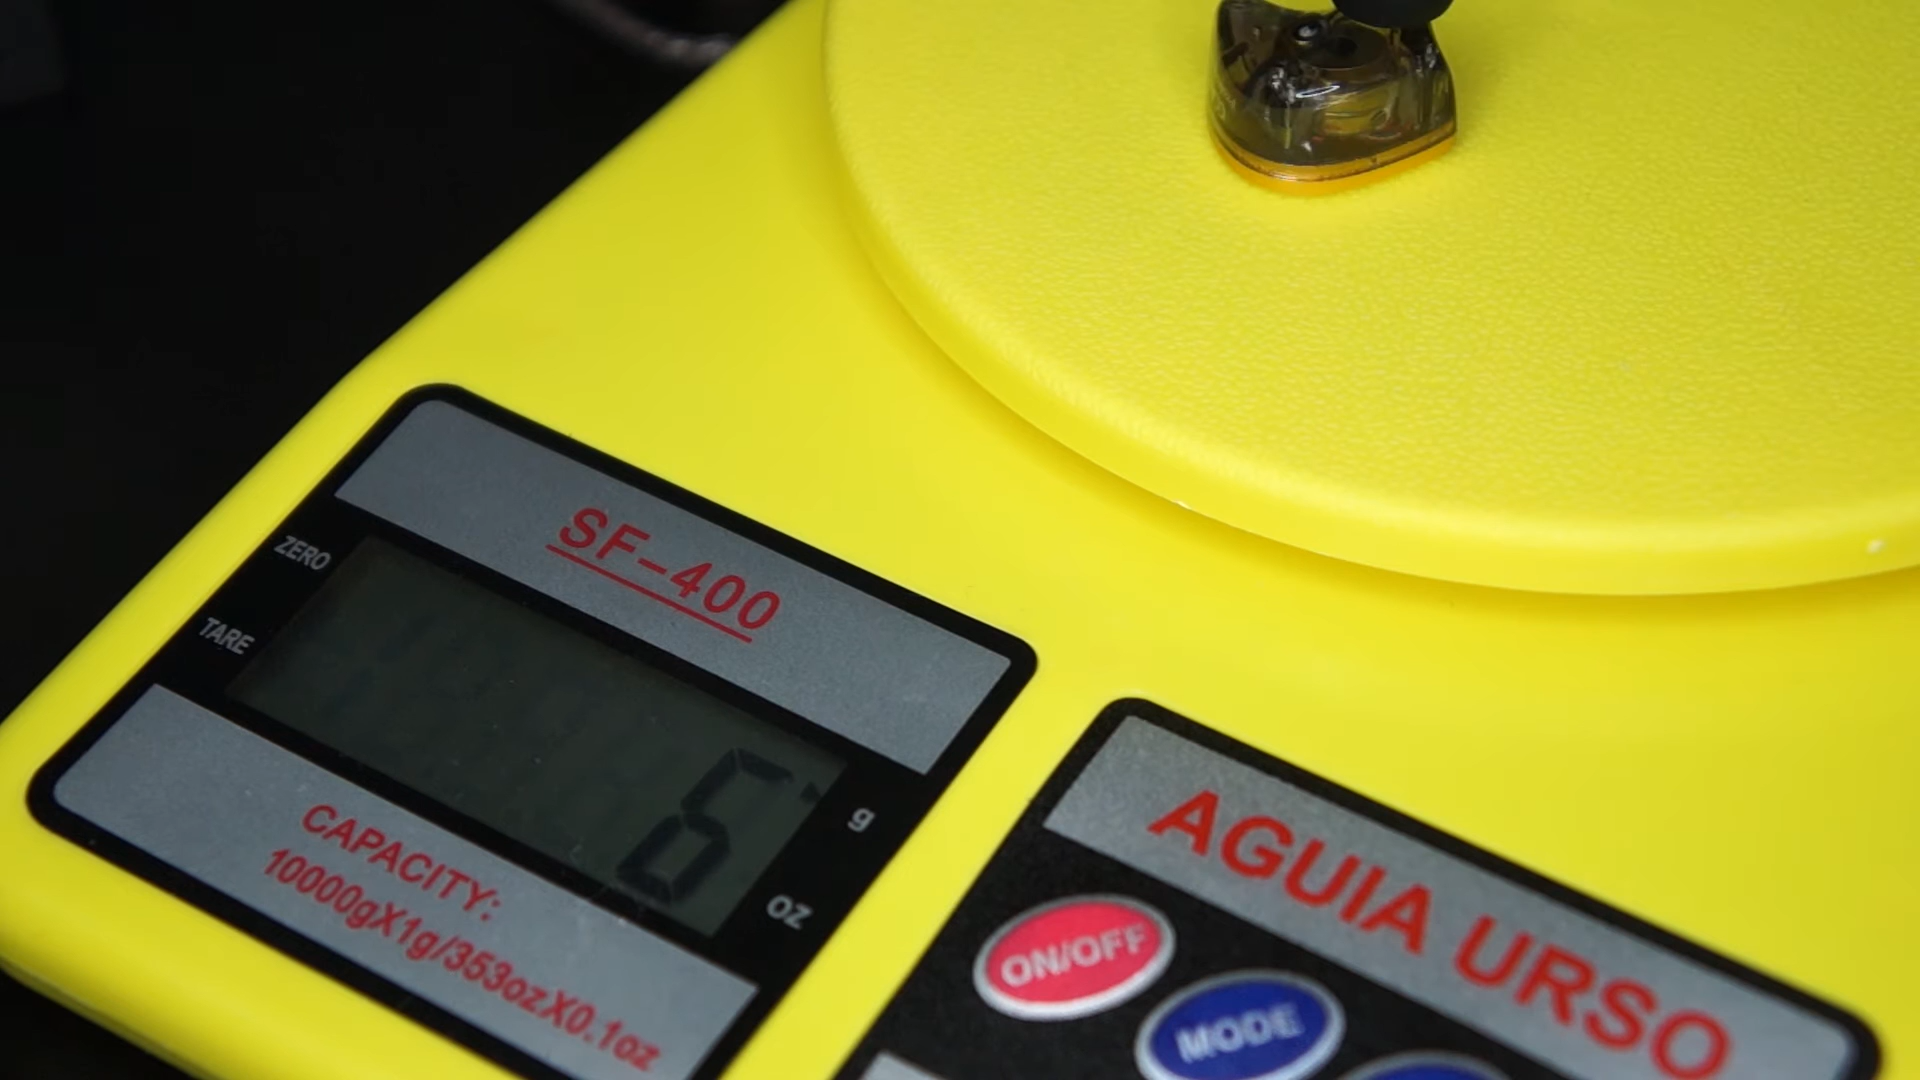 SF-400
ZERO
TARE
6
g
oz
CAPACITY:
10000gX1g/353ozX0.1oz
AGUIA URSO
ON/OFF
MODE